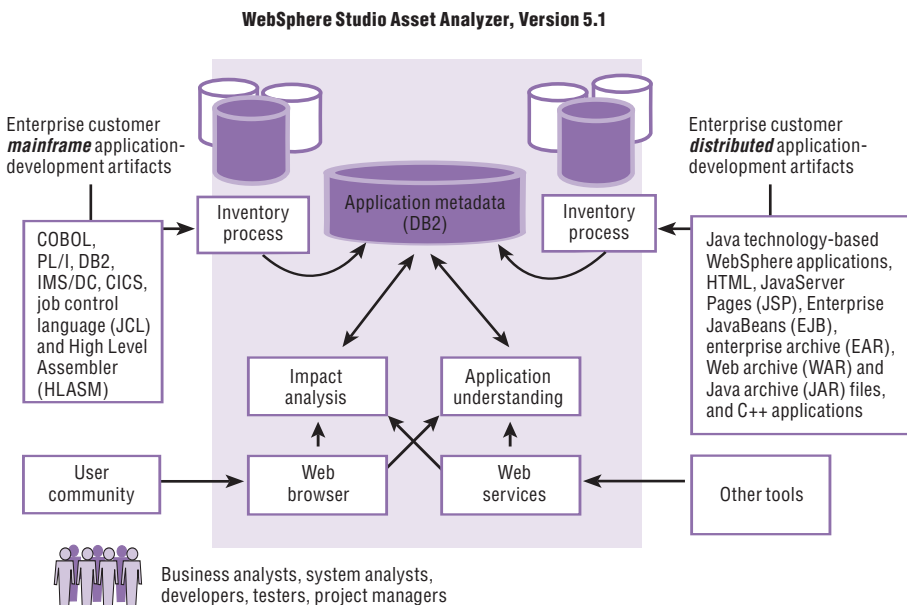 WebSphere Studio Asset Analyzer, Version 5.1
Enterprise customer
mainframe application-
development artifacts
Enterprise customer
distributed application-
development artifacts
Inventory
process
Application metadata
(DB2)
Inventory
process
COBOL,
PL/I, DB2,
IMS/DC, CICS,
job control
language (JCL)
and High Level
Assembler
(HLASM)
Java technology-based
WebSphere applications,
HTML, JavaServer
Pages (JSP), Enterprise
JavaBeans (EJB),
enterprise archive (EAR),
Web archive (WAR) and
Java archive (JAR) files,
and C++ applications
Impact
analysis
Application
understanding
User
community
Web
browser
Web
services
Other tools
Business analysts, system analysts,
developers, testers, project managers